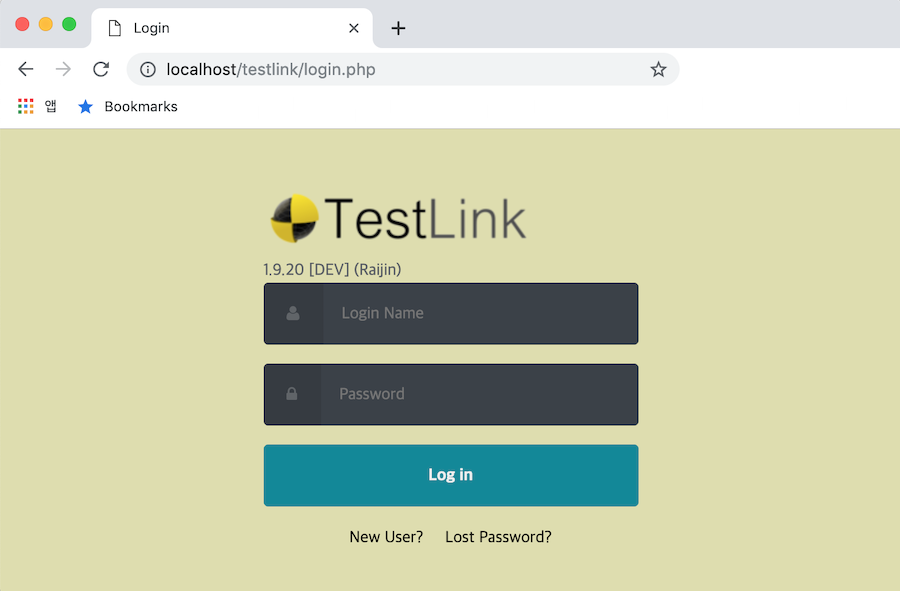 Login
localhost/testlink/login.php
앱 Bookmarks
TestLink
1.9.20 [DEV] (Raijin)
Login Name
Password
Log in
New User? Lost Password?